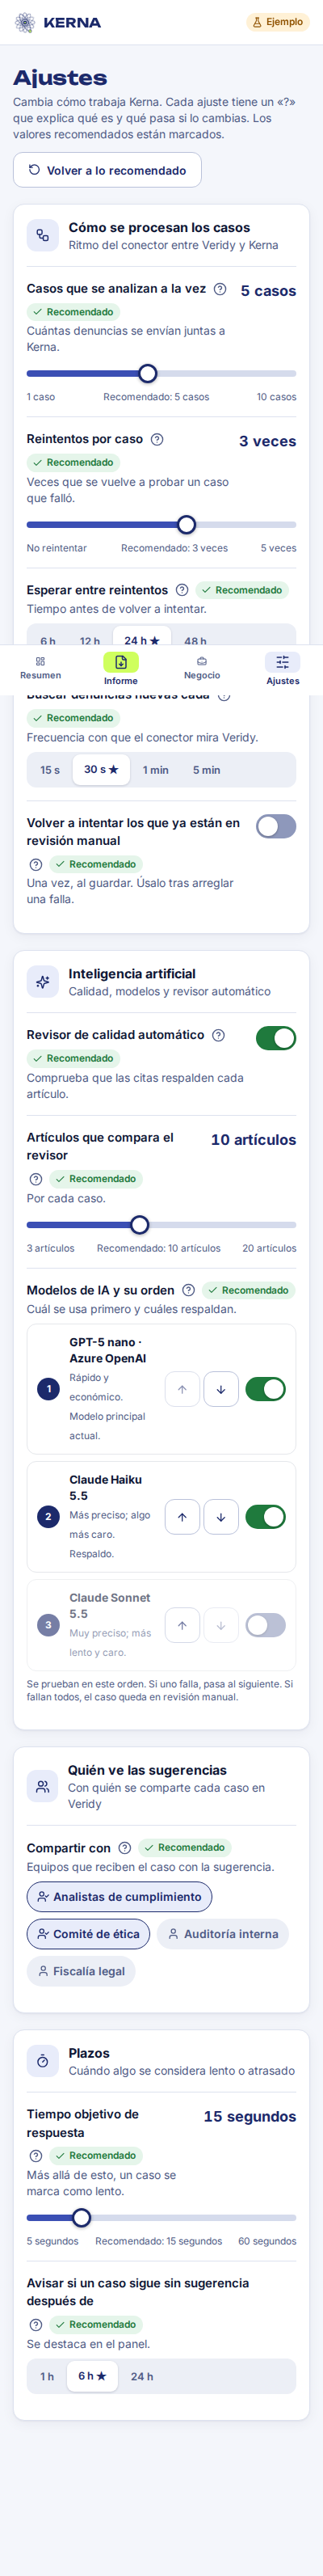 KERNA
Ejemplo
Ajustes
Cambia cómo trabaja Kerna. Cada ajuste tiene un «?»
que explica qué es y qué pasa si lo cambias. Los
valores recomendados están marcados.
Volver a lo recomendado
Cómo se procesan los casos
Ritmo del conector entre Veridy y Kerna
Casos que se analizan a la vez ? 5 casos
Recomendado
Cuántas denuncias se envían juntas a
Kerna.
1 caso Recomendado: 5 casos 10 casos
Reintentos por caso ? 3 veces
Recomendado
Veces que se vuelve a probar un caso
que falló.
No reintentar Recomendado: 3 veces 5 veces
Esperar entre reintentos ? Recomendado
Tiempo antes de volver a intentar.
6 h 12 h 24 h ★ 48 h
Resumen Informe Negocio Ajustes
Buscar denuncias nuevas cada ?
Recomendado
Frecuencia con que el conector mira Veridy.
15 s 30 s ★ 1 min 5 min
Volver a intentar los que ya están en
revisión manual
? Recomendado
Una vez, al guardar. Úsalo tras arreglar
una falla.
Inteligencia artificial
Calidad, modelos y revisor automático
Revisor de calidad automático ?
Recomendado
Comprueba que las citas respalden cada
artículo.
Artículos que compara el
revisor
10 artículos
? Recomendado
Por cada caso.
3 artículos Recomendado: 10 artículos 20 artículos
Modelos de IA y su orden ? Recomendado
Cuál se usa primero y cuáles respaldan.
1
GPT-5 nano ·
Azure OpenAI
Rápido y
económico.
Modelo principal
actual.
2
Claude Haiku
5.5
Más preciso; algo
más caro.
Respaldo.
3
Claude Sonnet
5.5
Muy preciso; más
lento y caro.
Se prueban en este orden. Si uno falla, pasa al siguiente. Si
fallan todos, el caso queda en revisión manual.
Quién ve las sugerencias
Con quién se comparte cada caso en
Veridy
Compartir con ? Recomendado
Equipos que reciben el caso con la sugerencia.
Analistas de cumplimiento
Comité de ética Auditoría interna
Fiscalía legal
Plazos
Cuándo algo se considera lento o atrasado
Tiempo objetivo de
respuesta
15 segundos
? Recomendado
Más allá de esto, un caso se
marca como lento.
5 segundos Recomendado: 15 segundos 60 segundos
Avisar si un caso sigue sin sugerencia
después de
? Recomendado
Se destaca en el panel.
1 h 6 h ★ 24 h